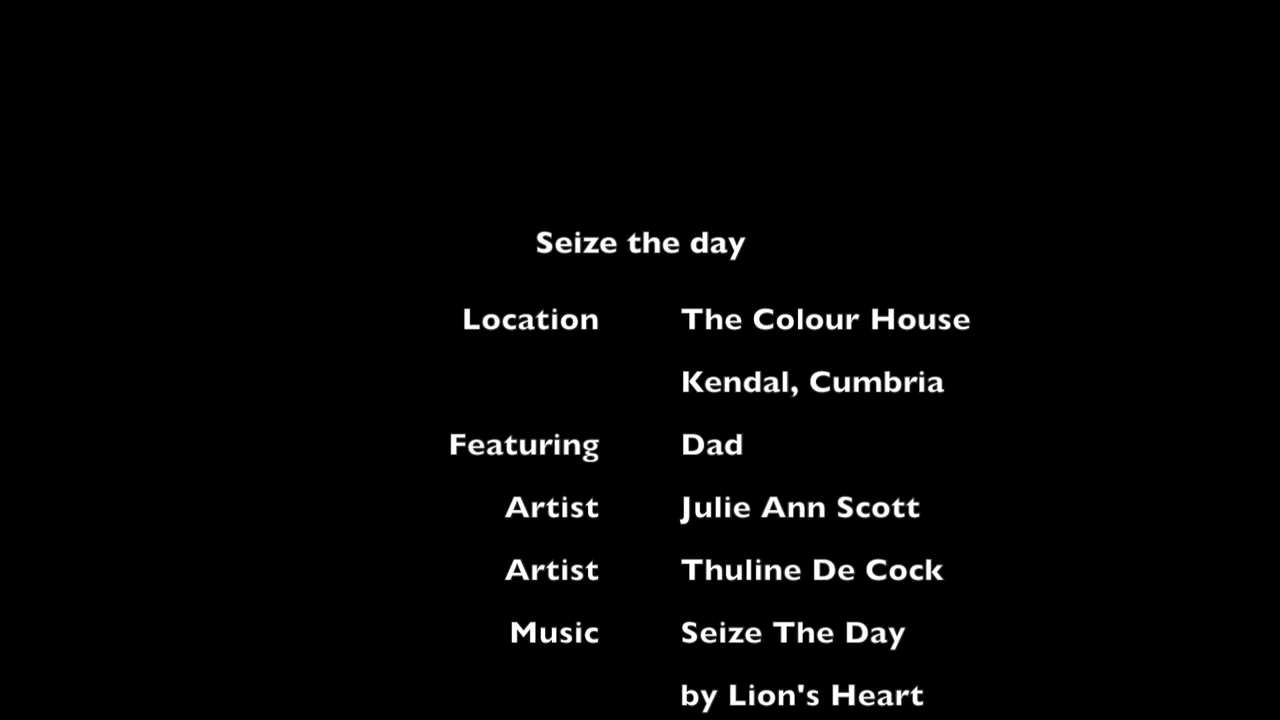 Seize the day
Location The Colour House
Kendal, Cumbria
Featuring Dad
Artist Julie Ann Scott
Artist Thuline De Cock
Music Seize The Day
by Lion's Heart